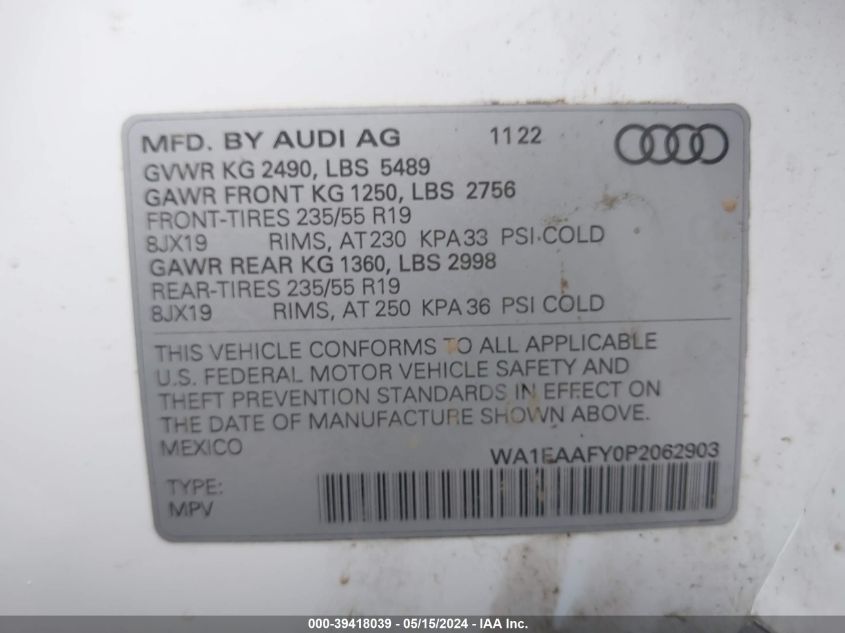 MFD. BY AUDI AG 11 22
GVWR KG 2490, LBS 5489
GAWR FRONT KG 1250, LBS 2756
FRONT-TIRES 235/55 R19
8JX19 RIMS, AT 230 KPA 33 PSI COLD
GAWR REAR KG 1360, LBS 2998
REAR-TIRES 235/55 R19
8JX19 RIMS, AT 250 KPA 36 PSI COLD
THIS VEHICLE CONFORMS TO ALL APPLICABLE
U.S. FEDERAL MOTOR VEHICLE SAFETY AND
THEFT PREVENTION STANDARDS IN EFFECT ON
THE DATE OF MANUFACTURE SHOWN ABOVE.
MEXICO
WA1EAAFY0P2062903
TYPE:
MPV
000-39418039 - 05/15/2024 - IAA Inc.